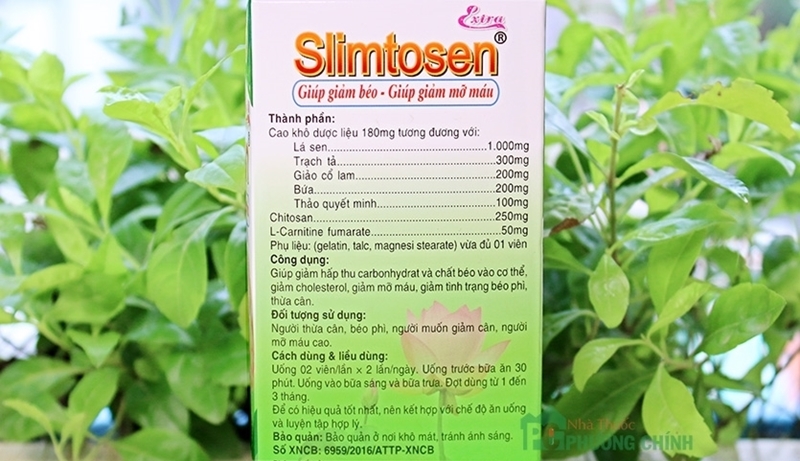 Extra
Slimtosen®
Giúp giảm béo - Giúp giảm mỡ máu
Thành phần:
Cao khô dược liệu 180mg tương đương với:
Lá sen....................................................1.000mg
Trạch tả....................................................300mg
Giảo cổ lam...............................................200mg
Bứa...........................................................200mg
Thảo quyết minh.......................................100mg
Chitosan.......................................................250mg
L-Carnitine fumarate......................................50mg
Phụ liệu: (gelatin, talc, magnesi stearate) vừa đủ 01 viên
Công dụng:
Giúp giảm hấp thu carbonhydrat và chất béo vào cơ thể,
giảm cholesterol, giảm mỡ máu, giảm tình trạng béo phì,
thừa cân.
Đối tượng sử dụng:
Người thừa cân, béo phì, người muốn giảm cân, người
mỡ máu cao.
Cách dùng & liều dùng:
Uống 02 viên/lần × 2 lần/ngày. Uống trước bữa ăn 30
phút. Uống vào bữa sáng và bữa trưa. Đợt dùng từ 1 đến
3 tháng.
Để có hiệu quả tốt nhất, nên kết hợp với chế độ ăn uống
và luyện tập hợp lý.
Bảo quản: Bảo quản ở nơi khô mát, tránh ánh sáng.
Số XNCB: 6959/2016/ATTP-XNCB
Nhà Thuốc
PHƯƠNG CHÍNH